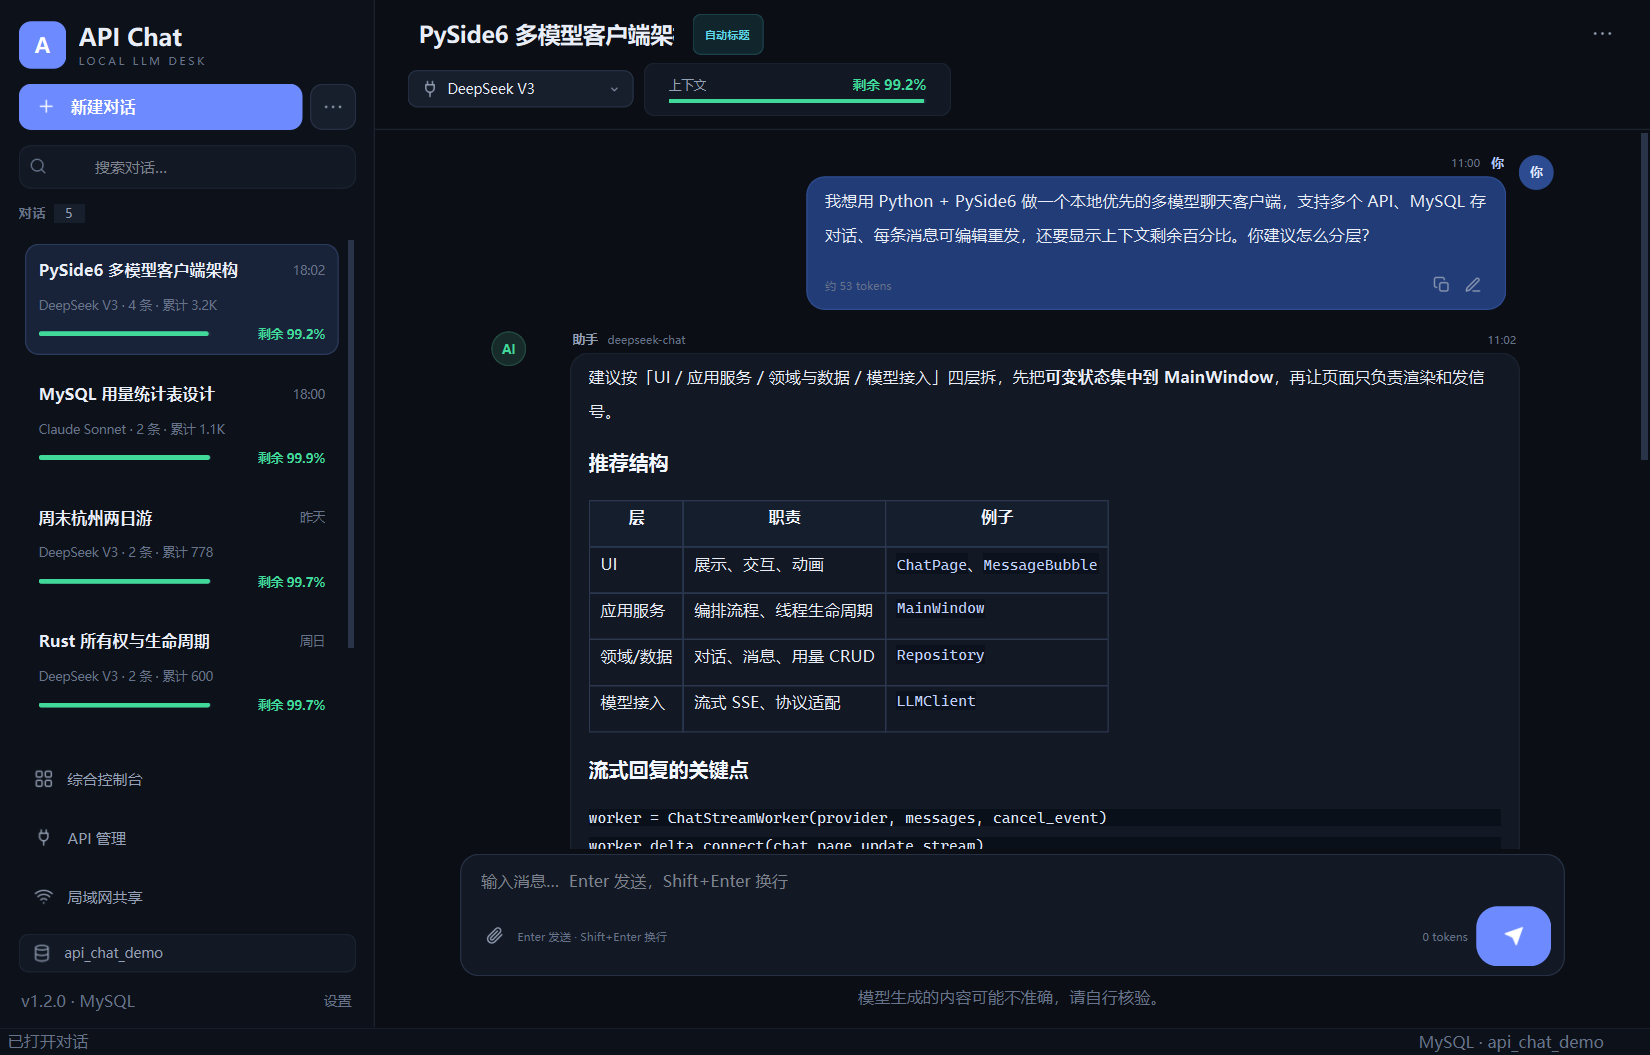 A
API Chat
LOCAL LLM DESK
新建对话
搜索对话...
对话 5
PySide6 多模型客户端架构 18:02
DeepSeek V3 · 4 条 · 累计 3.2K
剩余 99.2%
MySQL 用量统计表设计 18:00
Claude Sonnet · 2 条 · 累计 1.1K
剩余 99.9%
周末杭州两日游 昨天
DeepSeek V3 · 2 条 · 累计 778
剩余 99.7%
Rust 所有权与生命周期 周日
DeepSeek V3 · 2 条 · 累计 600
剩余 99.7%
综合控制台
API 管理
局域网共享
api_chat_demo
v1.2.0 · MySQL 设置
已打开对话
PySide6 多模型客户端架 自动标题
DeepSeek V3
上下文 剩余 99.2%
11:00 你
你
我想用 Python + PySide6 做一个本地优先的多模型聊天客户端，支持多个 API、MySQL 存
对话、每条消息可编辑重发，还要显示上下文剩余百分比。你建议怎么分层?
约 53 tokens
AI
助手 deepseek-chat 11:02
建议按「UI / 应用服务 / 领域与数据 / 模型接入」四层拆，先把可变状态集中到 MainWindow，再让页面只负责渲染和发信
号。
推荐结构
层 职责 例子
UI 展示、交互、动画 ChatPage、MessageBubble
应用服务 编排流程、线程生命周期 MainWindow
领域/数据 对话、消息、用量 CRUD Repository
模型接入 流式 SSE、协议适配 LLMClient
流式回复的关键点
worker = ChatStreamWorker(provider, messages, cancel_event)
worker.delta.connect(chat_page.update_stream)
输入消息... Enter 发送，Shift+Enter 换行
Enter 发送 · Shift+Enter 换行
0 tokens
模型生成的内容可能不准确，请自行核验。
MySQL · api_chat_demo